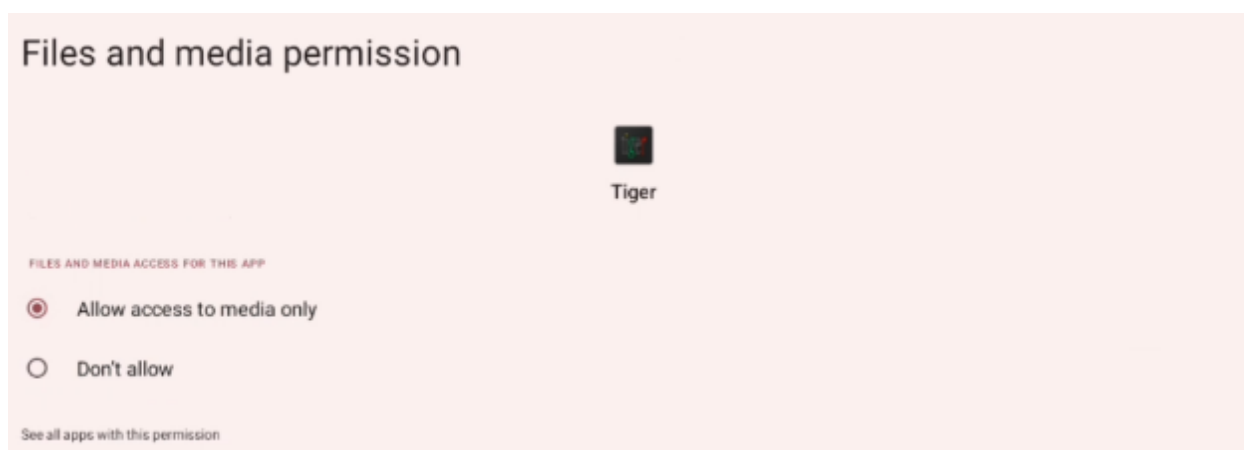 Files and media permission
Tiger
FILES AND MEDIA ACCESS FOR THIS APP
Allow access to media only
Don't allow
See all apps with this permission